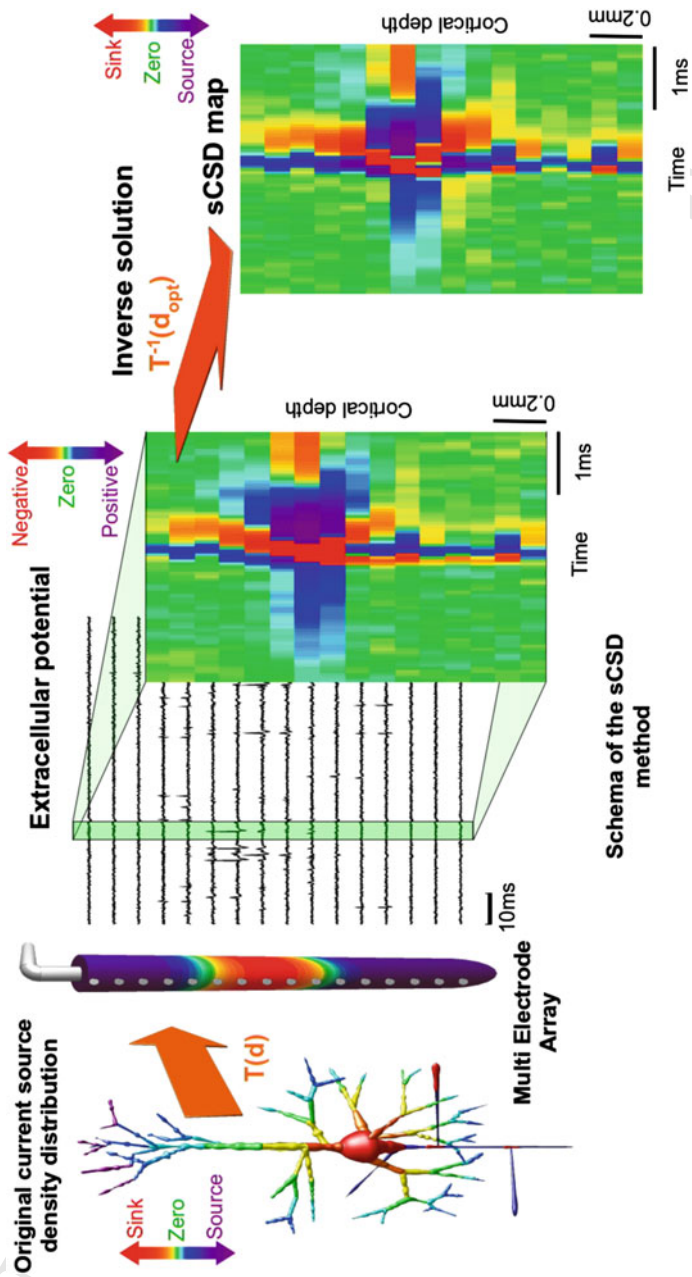 Original current source
density distribution
Sink
Zero
Source
T(d)
Multi Electrode
Array
Extracellular potential
Negative
Zero
Positive
10ms
Cortical depth
0.2mm
Time
1ms
Schema of the sCSD
method
Inverse solution
T⁻¹(d_opt)
sCSD map
Sink
Zero
Source
Cortical depth
0.2mm
Time
1ms